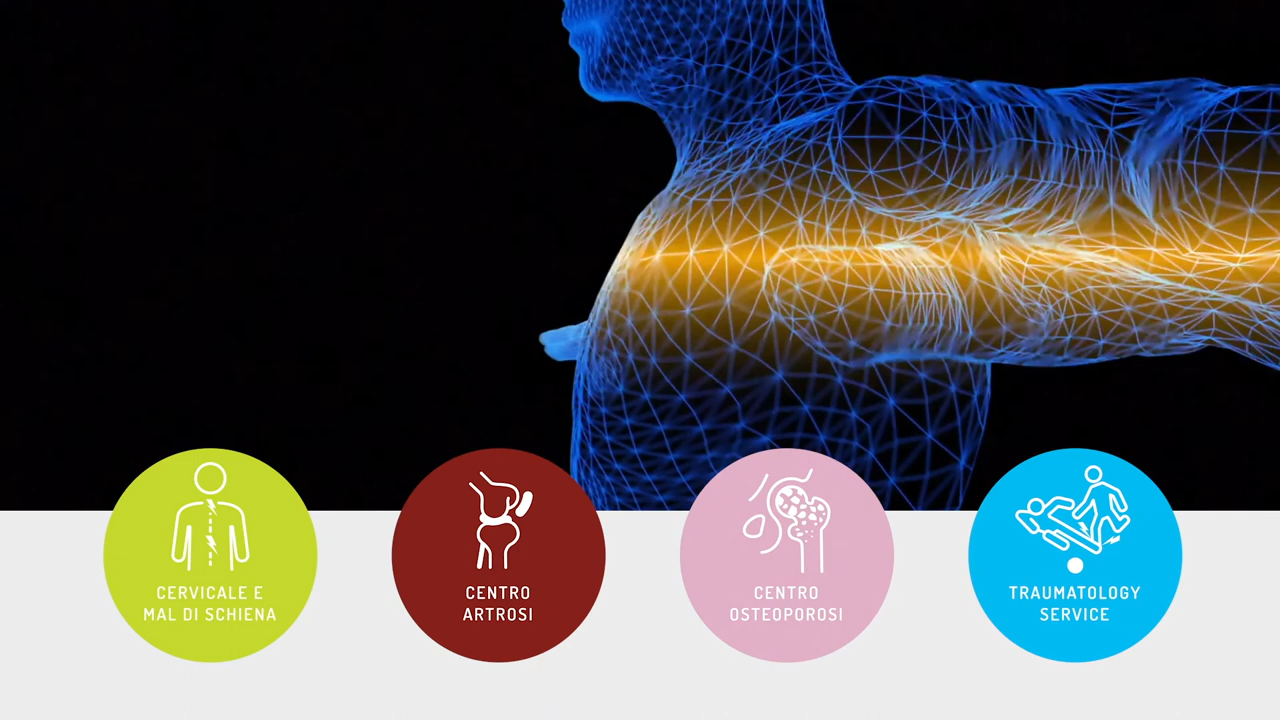 CERVICALE E
MAL DI SCHIENA
CENTRO
ARTROSI
CENTRO
OSTEOPOROSI
TRAUMATOLOGY
SERVICE